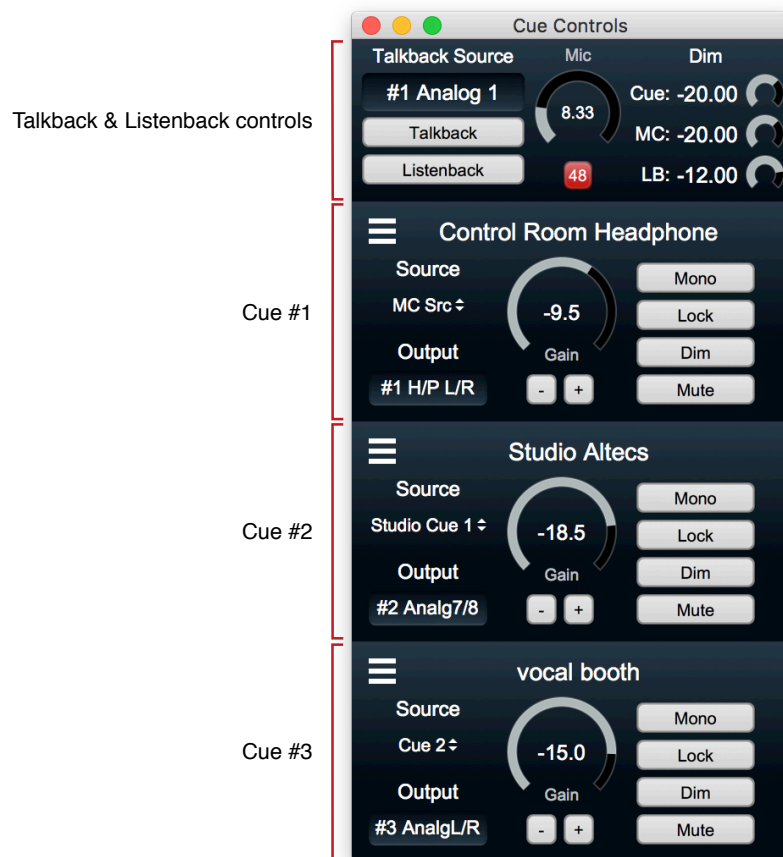 Cue Controls
Talkback & Listenback controls
Talkback Source
Mic
Dim
#1 Analog 1
8.33
Cue: -20.00
Talkback
MC: -20.00
Listenback
48
LB: -12.00
Cue #1
Control Room Headphone
Source
MC Src
-9.5
Gain
Output
#1 H/P L/R
- +
Mono
Lock
Dim
Mute
Cue #2
Studio Altecs
Source
Studio Cue 1
-18.5
Gain
Output
#2 Analg7/8
- +
Mono
Lock
Dim
Mute
Cue #3
vocal booth
Source
Cue 2
-15.0
Gain
Output
#3 AnalgL/R
- +
Mono
Lock
Dim
Mute